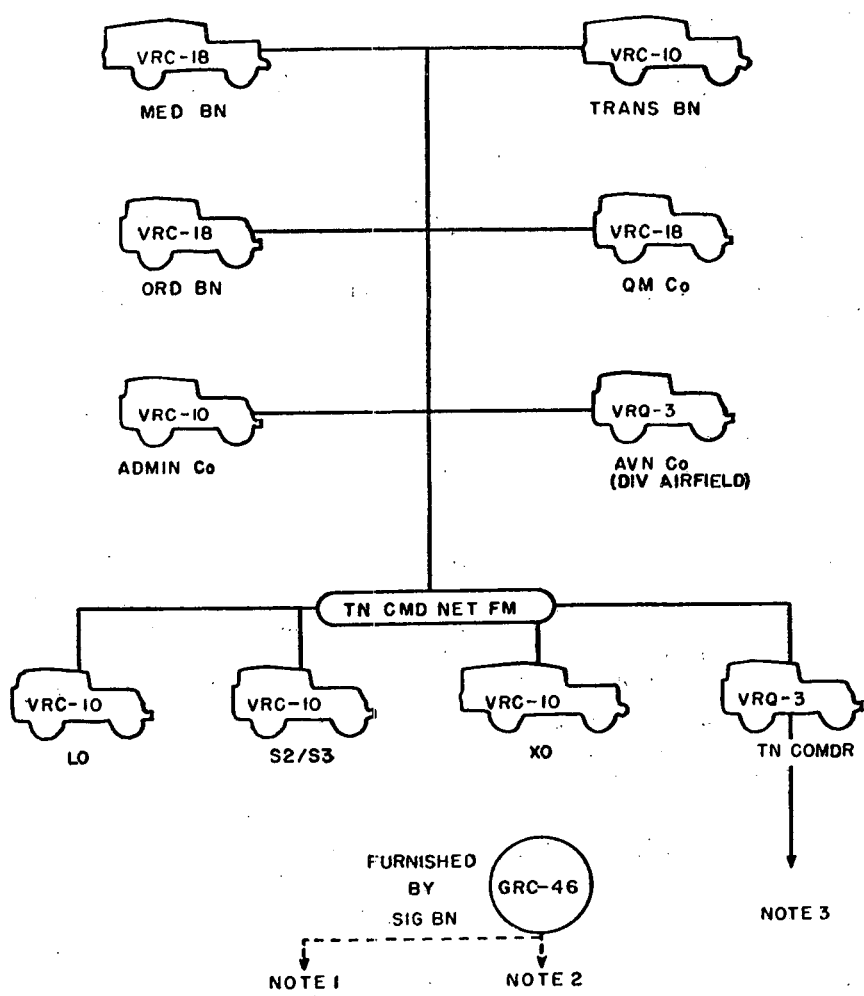 VRC-18
VRC-10
MED BN
TRANS BN
VRC-18
VRC-18
ORD BN
QM Co
VRC-10
VRQ-3
ADMIN Co
AVN Co
(DIV AIRFIELD)
TN CMD NET FM
VRC-10
VRC-10
VRC-10
VRQ-3
LO
S2/S3
XO
TN COMDR
FURNISHED
BY
SIG BN
GRC-46
NOTE 3
NOTE 1
NOTE 2